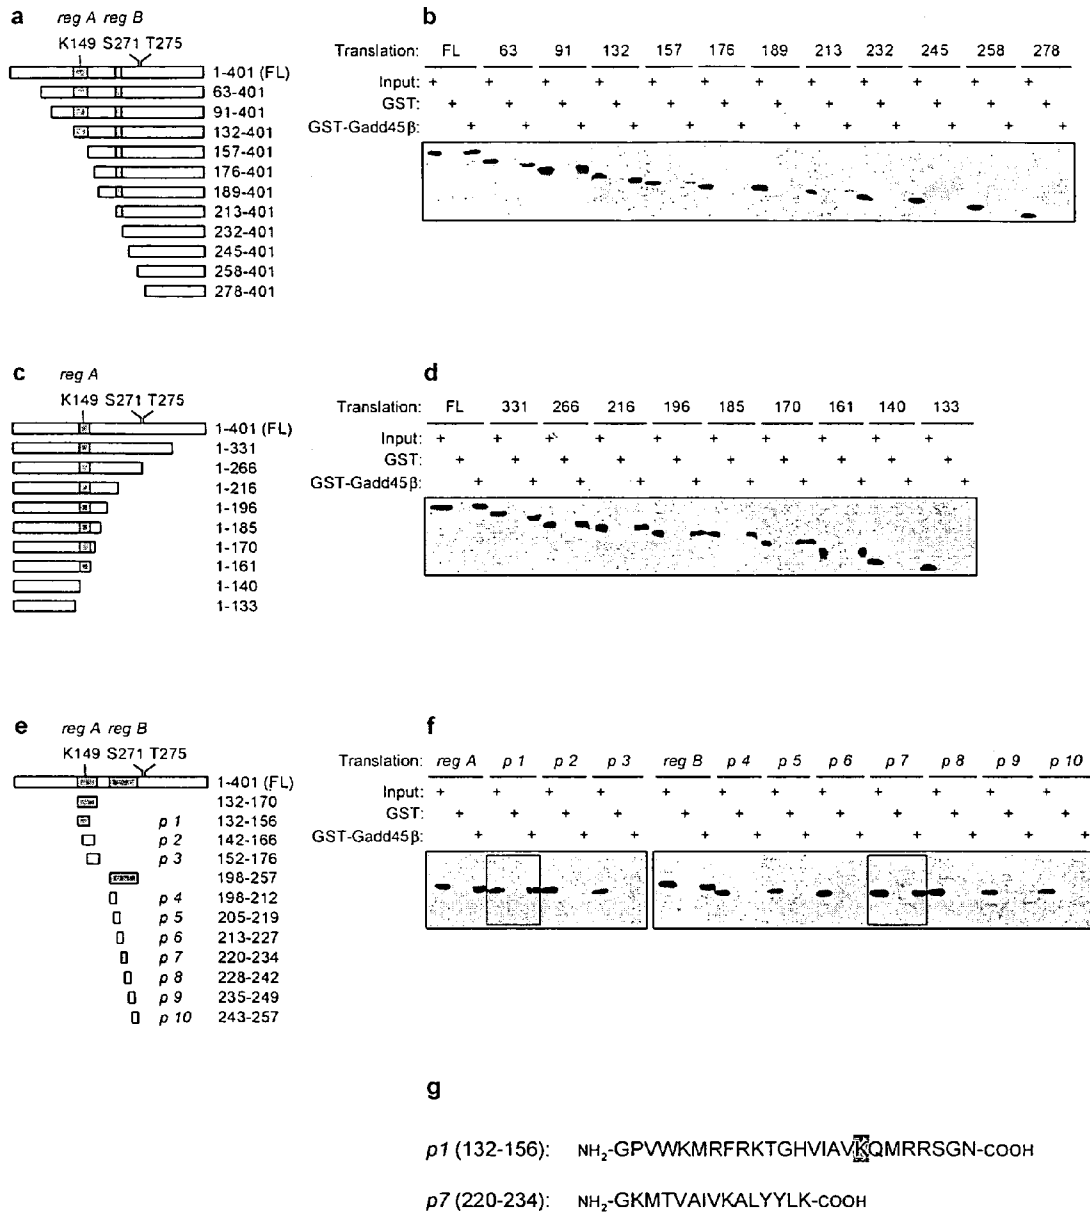 a
reg A reg B
K149 S271 T275
1-401 (FL)
63-401
91-401
132-401
157-401
176-401
189-401
213-401
232-401
245-401
258-401
278-401
b
Translation: FL 63 91 132 157 176 189 213 232 245 258 278
Input: + + + + + + + + + + + +
GST: + + + + + + + + + + + +
GST-Gadd45β: + + + + + + + + + + + +
c
reg A
K149 S271 T275
1-401 (FL)
1-331
1-266
1-216
1-196
1-185
1-170
1-161
1-140
1-133
d
Translation: FL 331 266 216 196 185 170 161 140 133
Input: + + + + + + + + + +
GST: + + + + + + + + + +
GST-Gadd45β: + + + + + + + + + +
e
reg A reg B
K149 S271 T275
1-401 (FL)
132-170
p 1 132-156
p 2 142-166
p 3 152-176
198-257
p 4 198-212
p 5 205-219
p 6 213-227
p 7 220-234
p 8 228-242
p 9 235-249
p 10 243-257
f
Translation: reg A p 1 p 2 p 3 reg B p 4 p 5 p 6 p 7 p 8 p 9 p 10
Input: + + + + + + + + + + + +
GST: + + + + + + + + + + + +
GST-Gadd45β: + + + + + + + + + + + +
g
p1 (132-156): NH2-GPVWKMRFRKTGHVIAVKQMRRSGN-COOH
p7 (220-234): NH2-GKMTVAIVKALYYLK-COOH